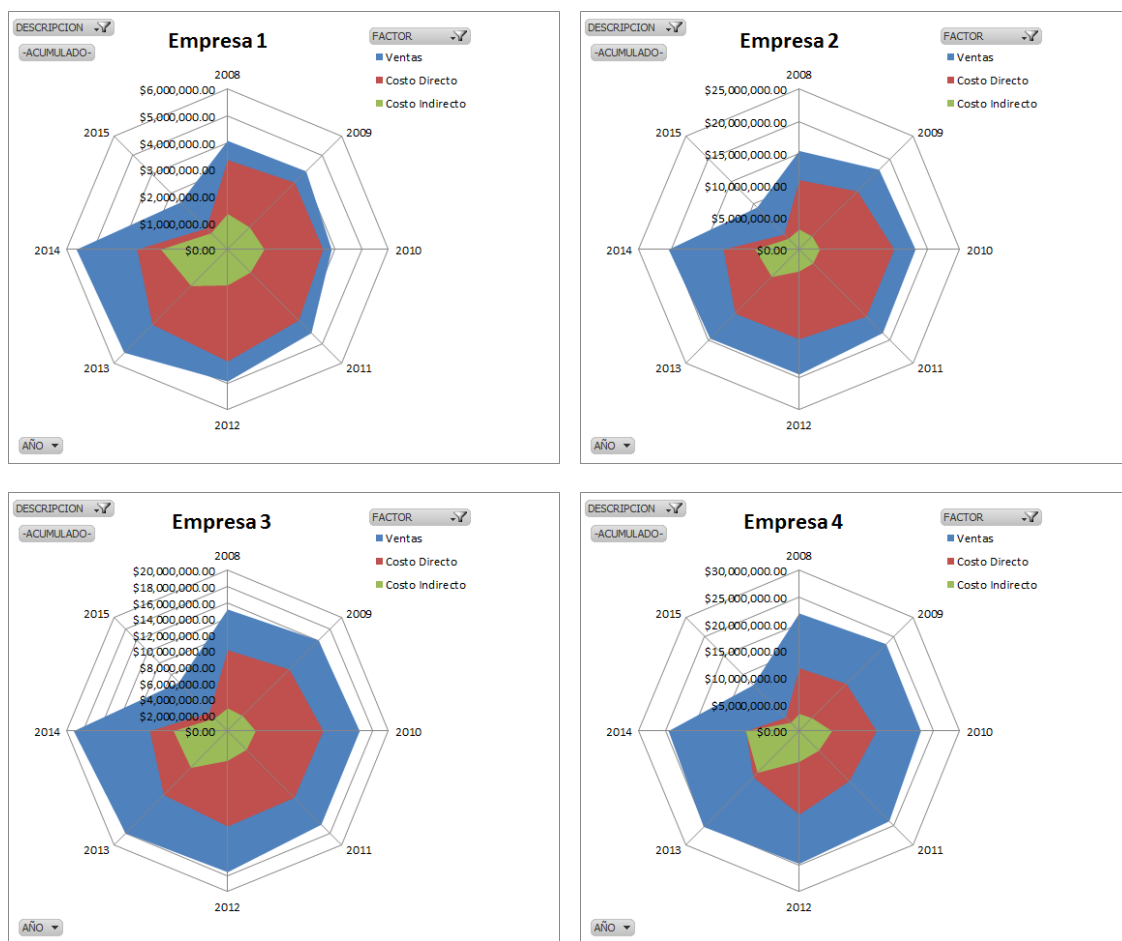 DESCRIPCION
-ACUMULADO-
Empresa 1
FACTOR
Ventas
Costo Directo
Costo Indirecto
2008
2009
2010
2011
2012
2013
2014
2015
$6,000,000.00
$5,000,000.00
$4,000,000.00
$3,000,000.00
$2,000,000.00
$1,000,000.00
$0.00
AÑO
DESCRIPCION
-ACUMULADO-
Empresa 2
FACTOR
Ventas
Costo Directo
Costo Indirecto
2008
2009
2010
2011
2012
2013
2014
2015
$25,000,000.00
$20,000,000.00
$15,000,000.00
$10,000,000.00
$5,000,000.00
$0.00
AÑO
DESCRIPCION
-ACUMULADO-
Empresa 3
FACTOR
Ventas
Costo Directo
Costo Indirecto
2008
2009
2010
2011
2012
2013
2014
2015
$20,000,000.00
$18,000,000.00
$16,000,000.00
$14,000,000.00
$12,000,000.00
$10,000,000.00
$8,000,000.00
$6,000,000.00
$4,000,000.00
$2,000,000.00
$0.00
AÑO
DESCRIPCION
-ACUMULADO-
Empresa 4
FACTOR
Ventas
Costo Directo
Costo Indirecto
2008
2009
2010
2011
2012
2013
2014
2015
$30,000,000.00
$25,000,000.00
$20,000,000.00
$15,000,000.00
$10,000,000.00
$5,000,000.00
$0.00
AÑO